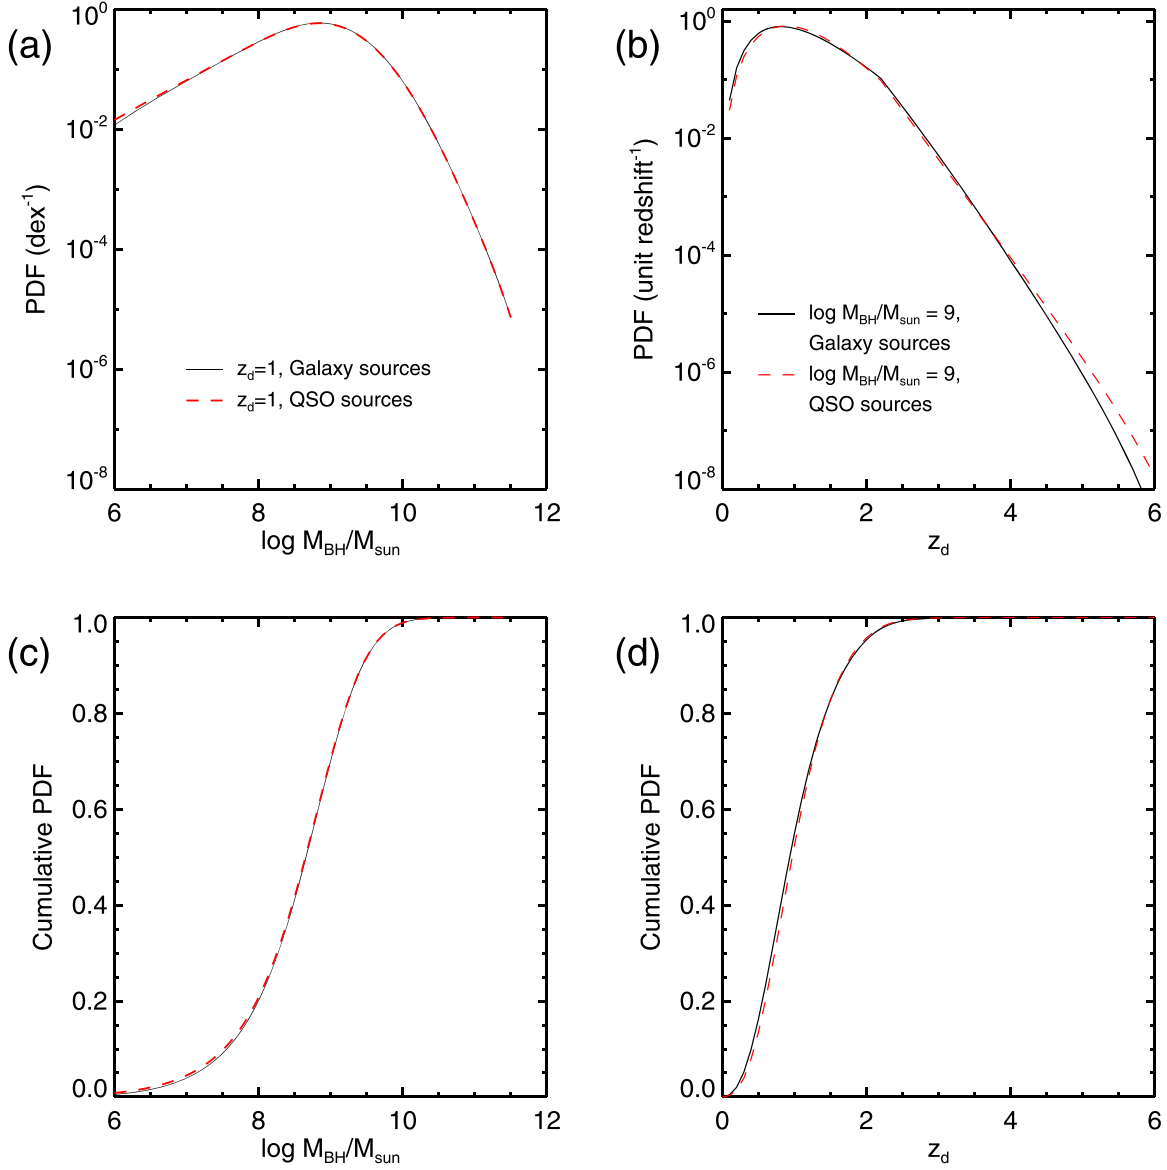 (a)
PDF (dex⁻¹)
10⁰
10⁻²
10⁻⁴
10⁻⁶
10⁻⁸
z_d=1, Galaxy sources
z_d=1, QSO sources
6 8 10 12
log M_BH/M_sun
(b)
PDF (unit redshift⁻¹)
10⁰
10⁻²
10⁻⁴
10⁻⁶
10⁻⁸
log M_BH/M_sun = 9,
Galaxy sources
log M_BH/M_sun = 9,
QSO sources
0 2 4 6
z_d
(c)
Cumulative PDF
1.0
0.8
0.6
0.4
0.2
0.0
6 8 10 12
log M_BH/M_sun
(d)
Cumulative PDF
1.0
0.8
0.6
0.4
0.2
0.0
0 2 4 6
z_d